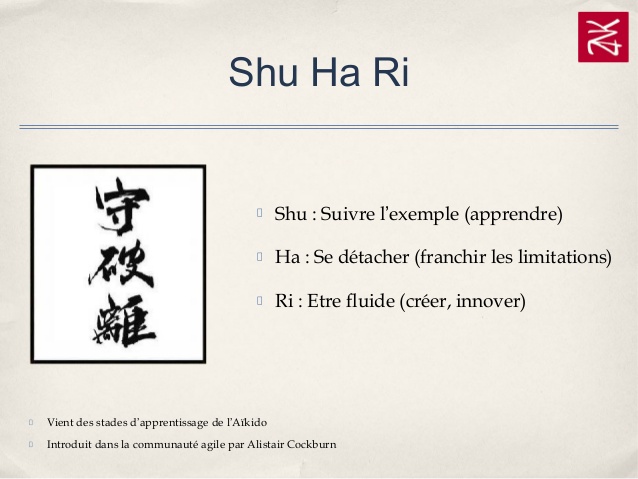 Shu Ha Ri
守
破
離
Shu : Suivre l’exemple (apprendre)
Ha : Se détacher (franchir les limitations)
Ri : Etre fluide (créer, innover)
Vient des stades d’apprentissage de l’Aïkido
Introduit dans la communauté agile par Alistair Cockburn